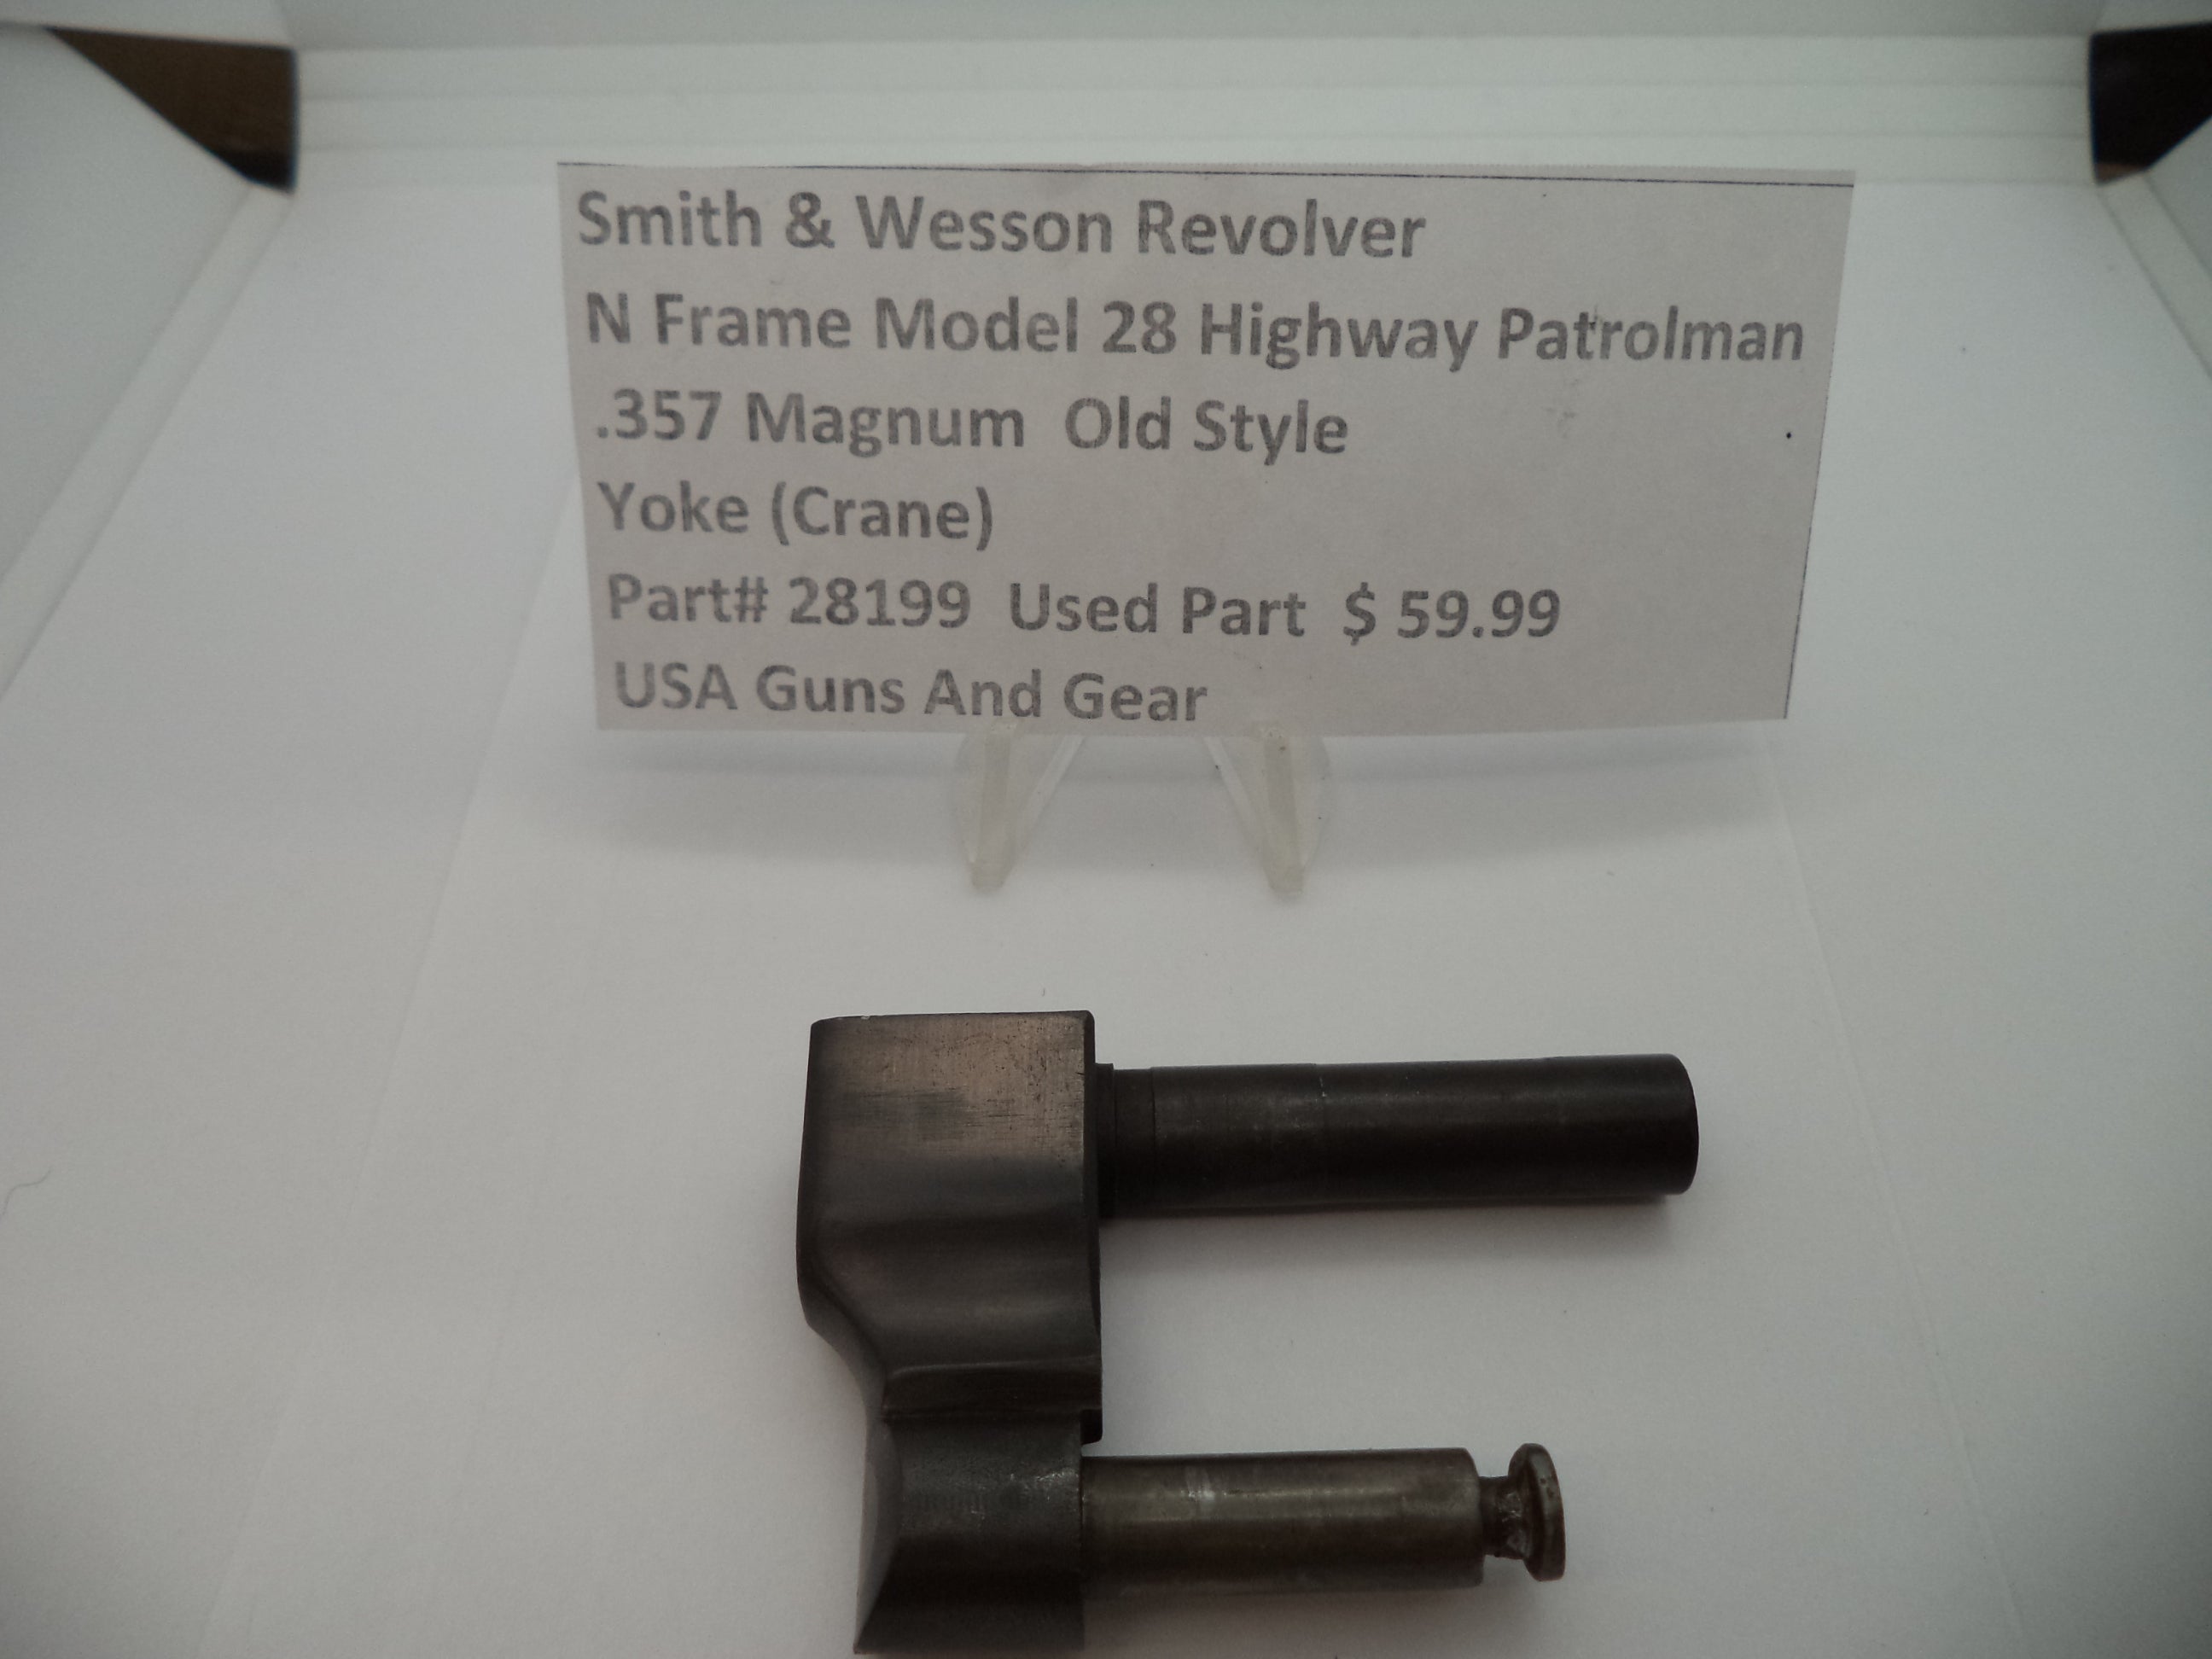 Smith & Wesson Revolver
N Frame Model 28 Highway Patrolman
.357 Magnum  Old Style
Yoke (Crane)
Part# 28199  Used Part  $ 59.99
USA Guns And Gear